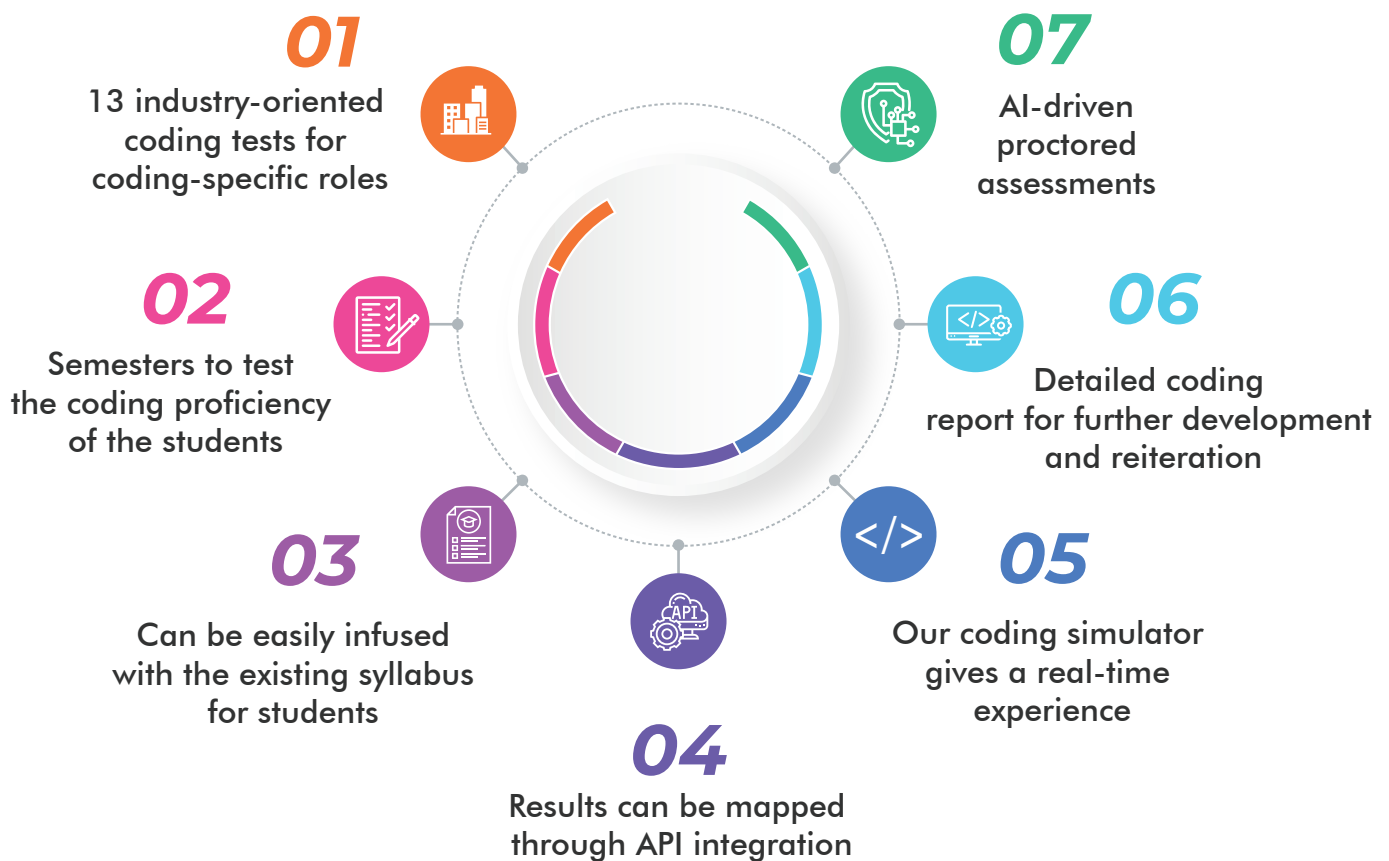 01
13 industry-oriented
coding tests for
coding-specific roles
02
Semesters to test
the coding proficiency
of the students
03
Can be easily infused
with the existing syllabus
for students
API
04
Results can be mapped
through API integration
</>
05
Our coding simulator
gives a real-time
experience
</>
06
Detailed coding
report for further development
and reiteration
07
AI-driven
proctored
assessments